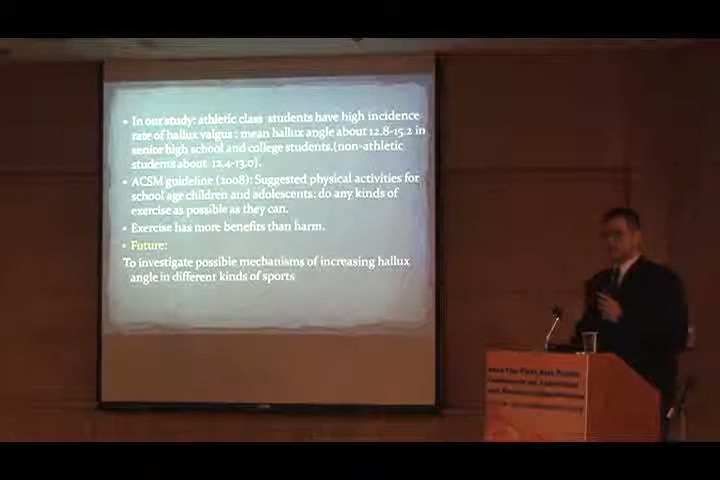 • In our study: athletic class students have high incidence
rate of hallux valgus : mean hallux angle about 12.8-15.2 in
senior high school and college students.(non-athletic
students about 12.4-13.0).
• ACSM guideline (2008): Suggested physical activities for
school age children and adolescents: do any kinds of
exercise as possible as they can.
• Exercise has more benefits than harm.
• Future:
To investigate possible mechanisms of increasing hallux
angle in different kinds of sports
The First Asia